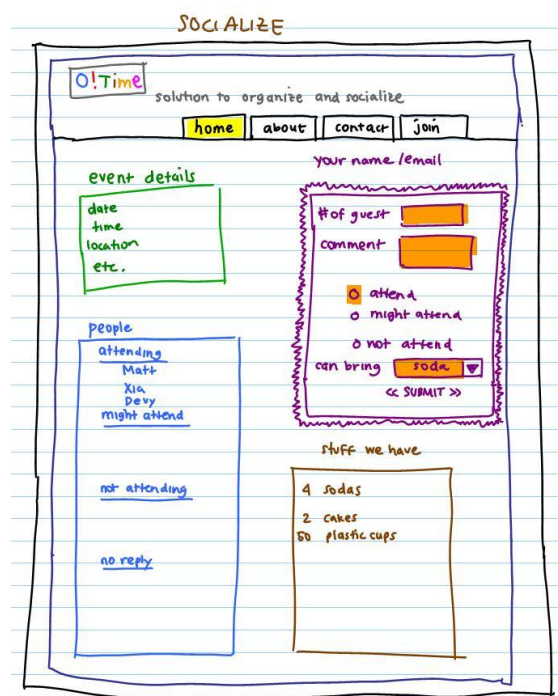 SOCIALIZE
O!Time
solution to organize and socialize
home about contact join
event details
date
time
location
etc.
your name/email
# of guest
comment
attend
might attend
not attend
can bring soda
<< SUBMIT >>
people
attending
Matt
Xia
Devy
might attend
not attending
no reply
stuff we have
4 sodas
2 cakes
50 plastic cups